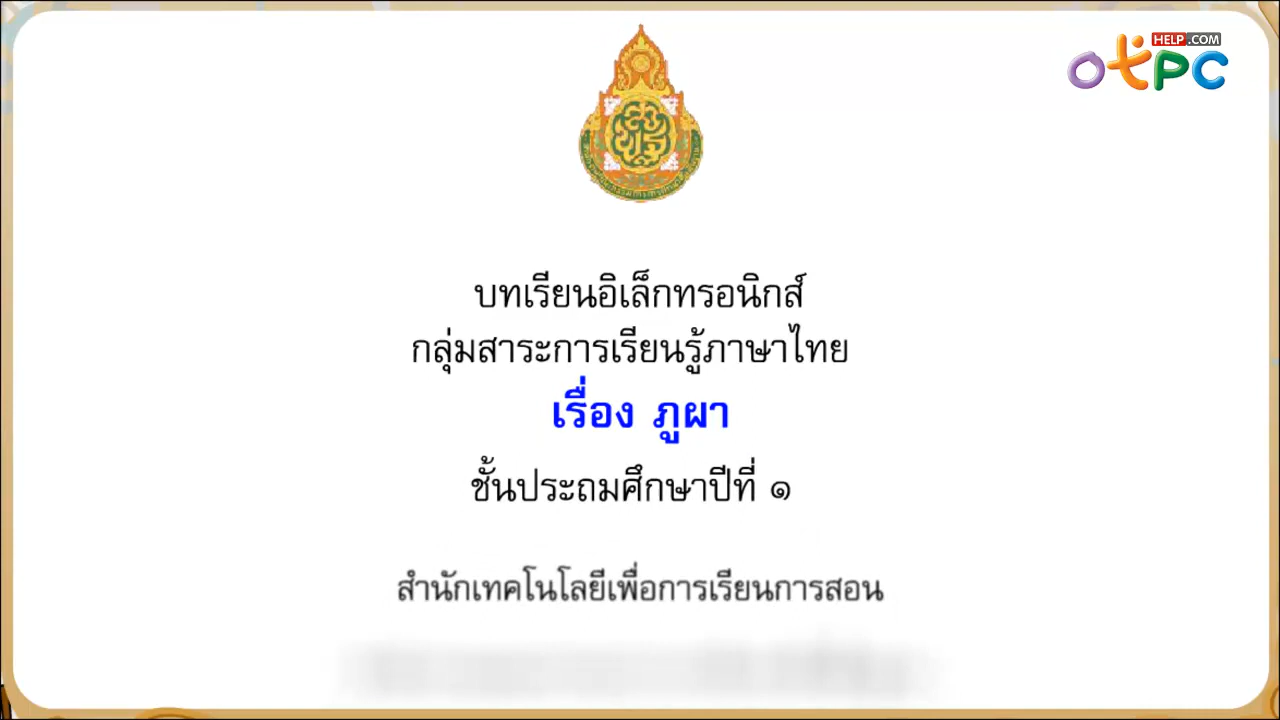 HELP.COM
OTPC
บทเรียนอิเล็กทรอนิกส์
กลุ่มสาระการเรียนรู้ภาษาไทย
เรื่อง ภูผา
ชั้นประถมศึกษาปีที่ ๑
สำนักเทคโนโลยีเพื่อการเรียนการสอน